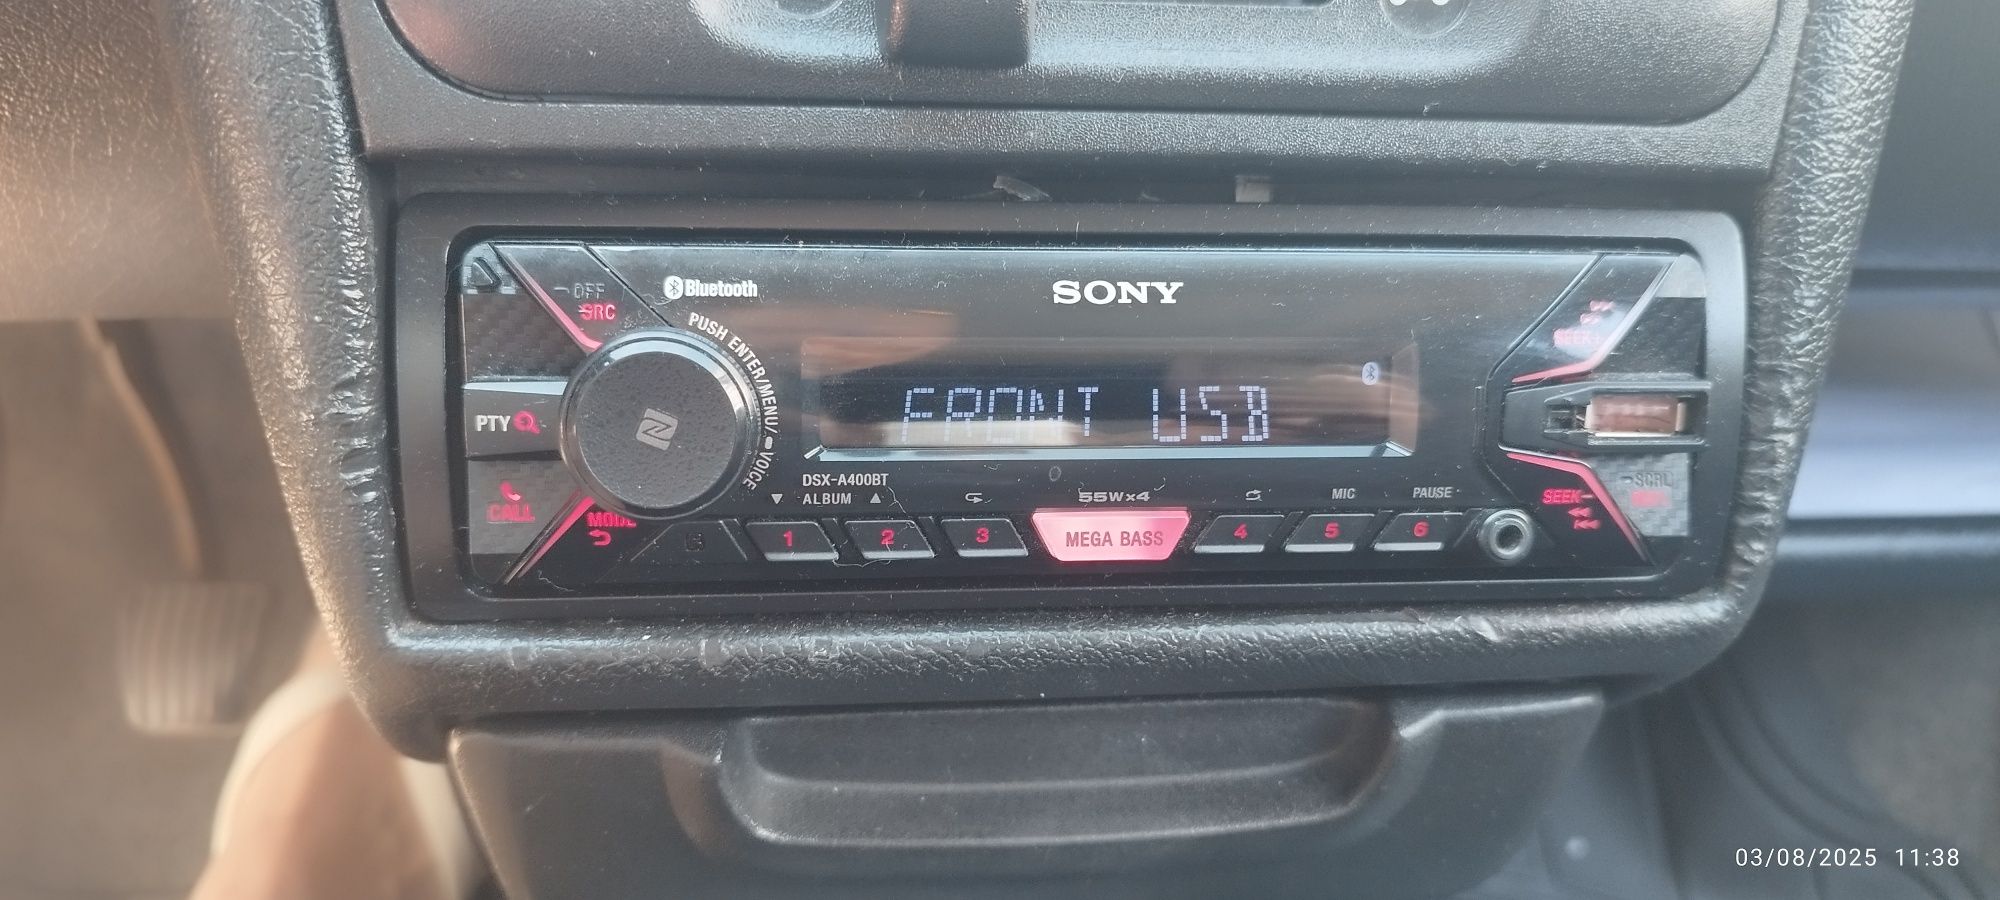 OFF
SRC
Bluetooth
SONY
PUSH ENTER/MENU/ VOICE
SEEK+
PTY
FRONT USB
DSX-A400BT
ALBUM
55Wx4
MIC
PAUSE
SCRL
CALL
MODE
SEEK–
1
2
3
MEGA BASS
4
5
6
03/08/2025 11:38